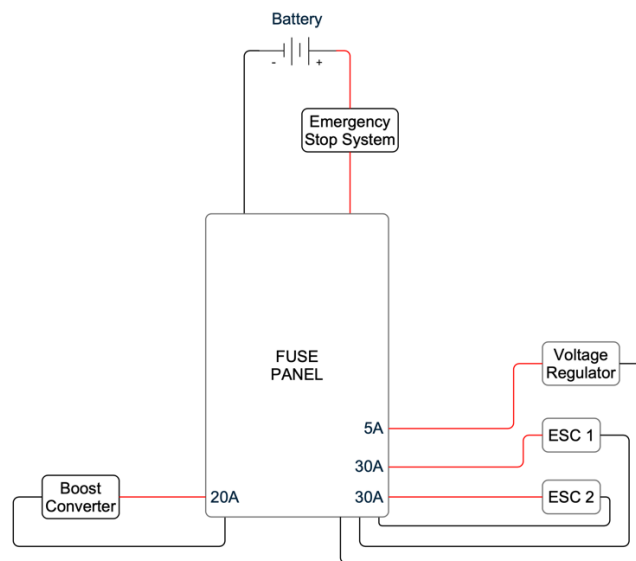 Battery
- +
Emergency
Stop System
FUSE
PANEL
Voltage
Regulator
5A
ESC 1
30A
Boost
Converter
20A
30A
ESC 2